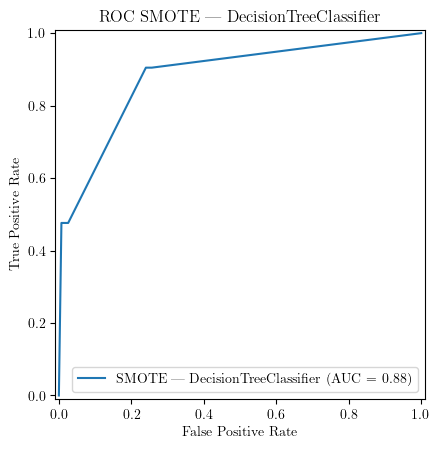 ROC SMOTE — DecisionTreeClassifier
1.0
0.8
0.6
0.4
0.2
0.0
True Positive Rate
SMOTE — DecisionTreeClassifier (AUC = 0.88)
0.0 0.2 0.4 0.6 0.8 1.0
False Positive Rate